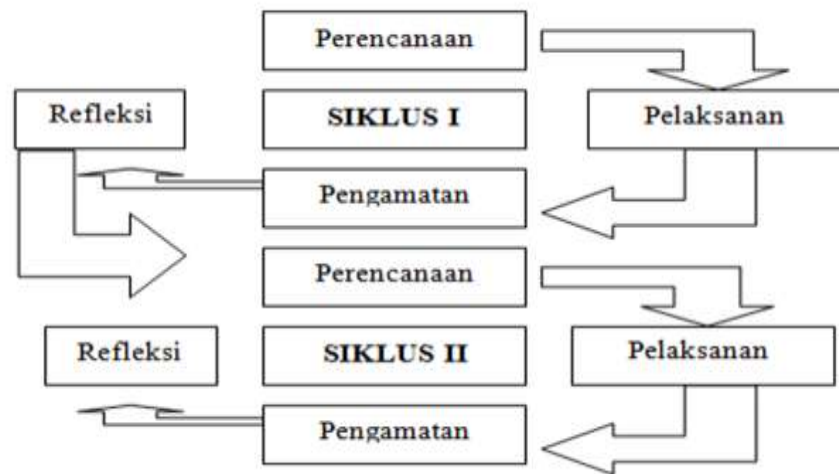 Perencanaan
Refleksi
SIKLUS I
Pelaksanan
Pengamatan
Perencanaan
Refleksi
SIKLUS II
Pelaksanan
Pengamatan